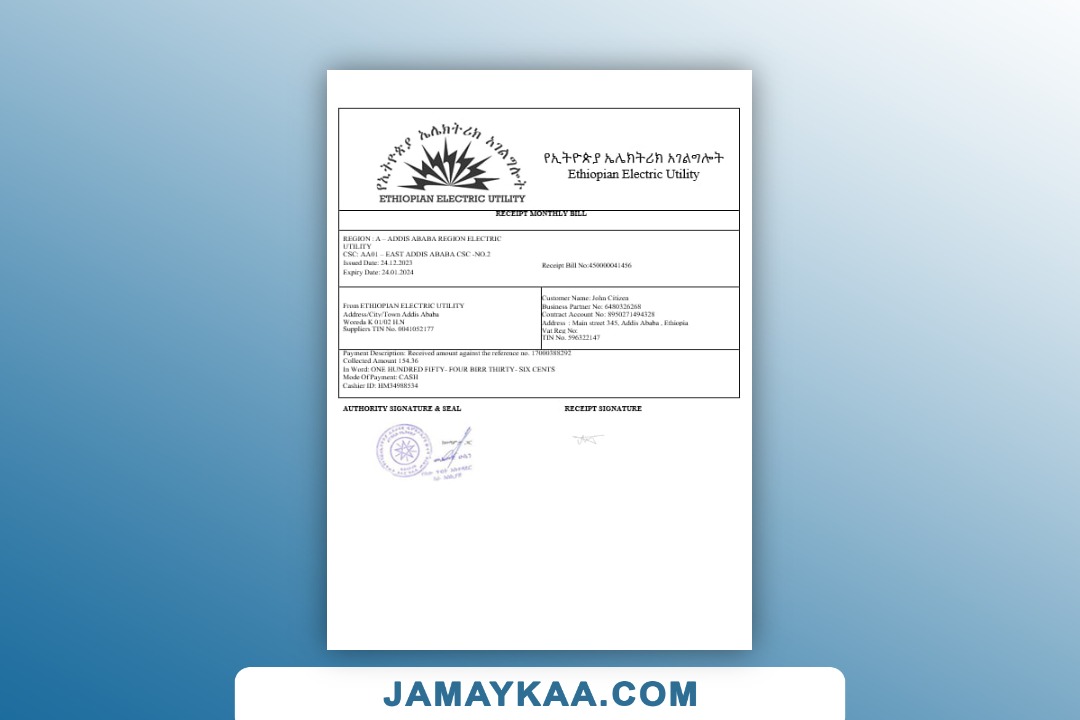 የኢትዮጵያ ኤሌክትሪክ አገልግሎት
ETHIOPIAN ELECTRIC UTILITY
የኢትዮጵያ ኤሌክትሪክ አገልግሎት
Ethiopian Electric Utility
RECEIPT MONTHLY BILL
REGION : A – ADDIS ABABA REGION ELECTRIC
UTILITY
CSC: AA01 – EAST ADDIS ABABA CSC -NO.2
Issued Date: 24.12.2023
Expiry Date: 24.01.2024
Receipt Bill No:450000041456
From ETHIOPIAN ELECTRIC UTILITY
Address/City/Town Addis Ababa
Woreda K 01/02 H.N
Suppliers TIN No. 0041052177
Customer Name: John Citizen
Business Partner No: 6480326268
Contract Account No: 8950271494328
Address : Main street 345, Addis Ababa , Ethiopia
Vat Reg No:
TIN No. 596322147
Payment Description: Received amount against the reference no. 17000388292
Collected Amount 154.36
In Word: ONE HUNDRED FIFTY- FOUR BIRR THIRTY- SIX CENTS
Mode Of Payment: CASH
Cashier ID: HM34988534
AUTHORITY SIGNATURE & SEAL
RECEIPT SIGNATURE
JAMAYKAA.COM